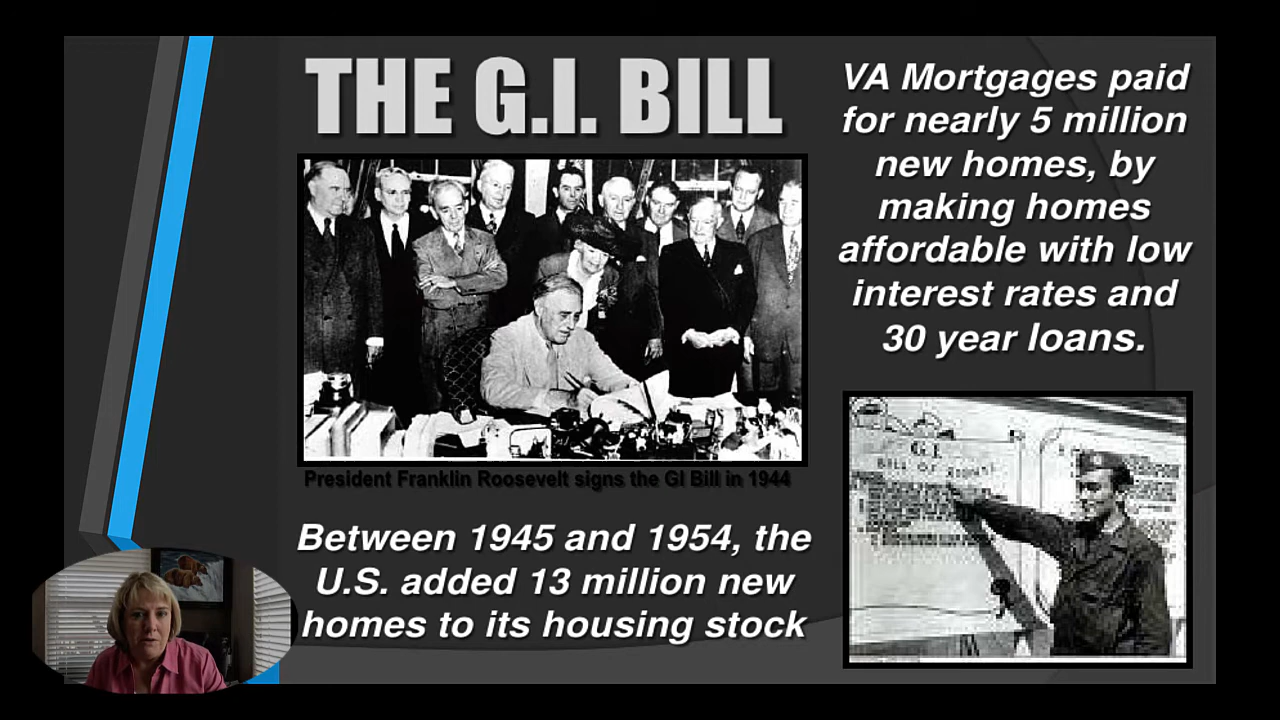 THE G.I. BILL
President Franklin Roosevelt signs the GI Bill in 1944
Between 1945 and 1954, the
U.S. added 13 million new
homes to its housing stock
VA Mortgages paid
for nearly 5 million
new homes, by
making homes
affordable with low
interest rates and
30 year loans.
G.I.
BILL OF RIGHTS